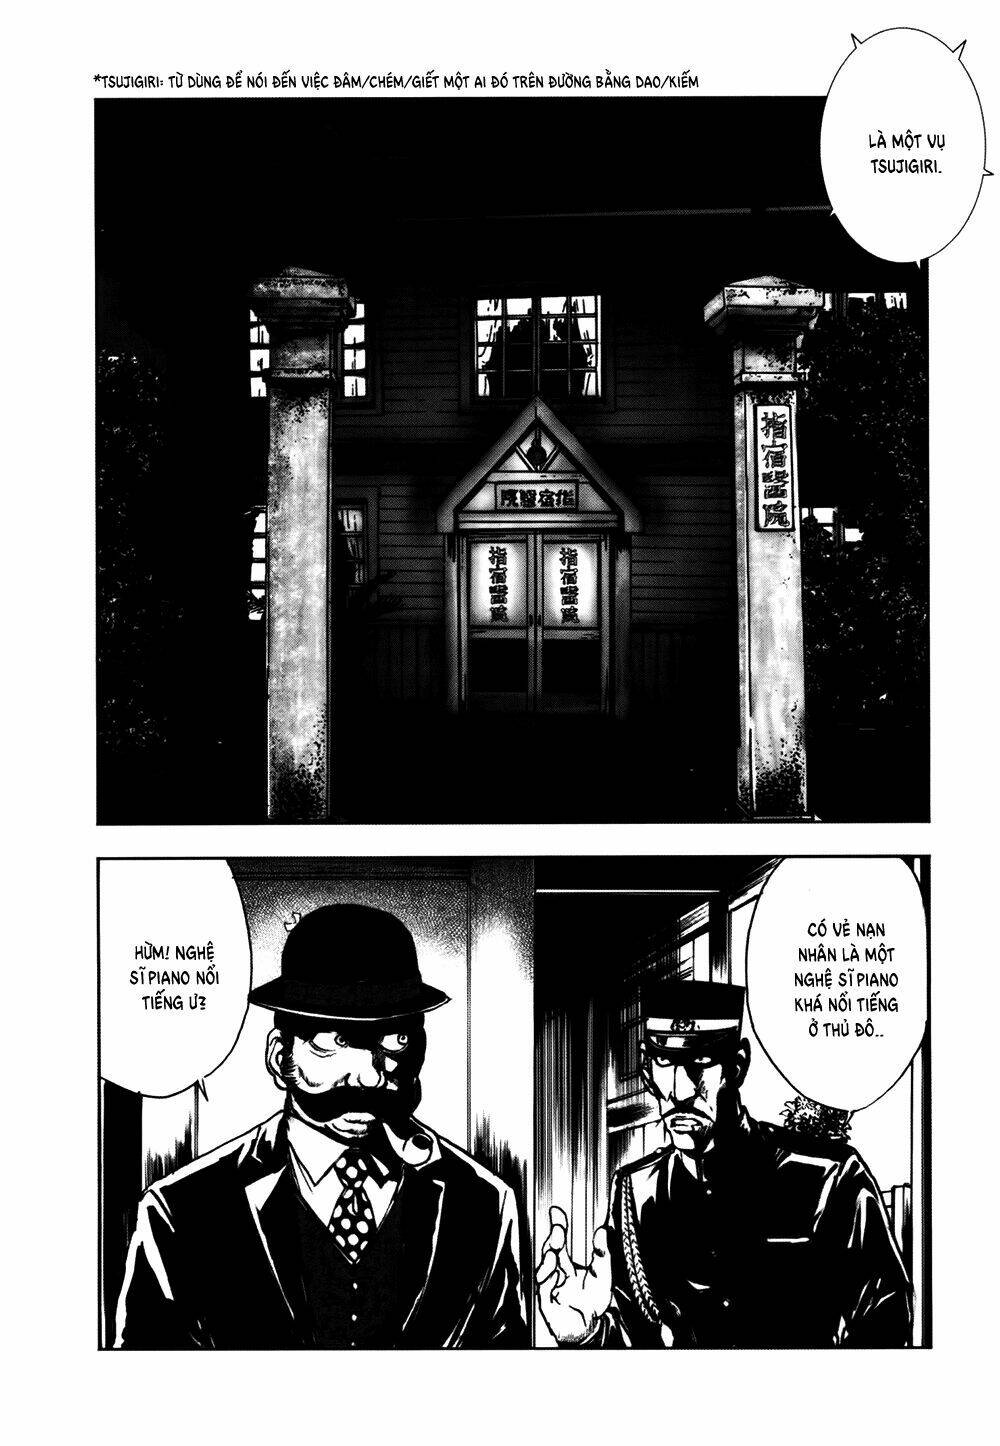 *TSUJIGIRI: TỪ DÙNG ĐỂ NÓI ĐẾN VIỆC ĐÂM/CHÉM/GIẾT MỘT AI ĐÓ TRÊN ĐƯỜNG BẰNG DAO/KIẾM
LÀ MỘT VỤ
TSUJIGIRI.
指宿醫院
院醫宿指
指宿醫院
指宿醫院
CÓ VẺ NẠN
NHÂN LÀ MỘT
NGHỆ SĨ PIANO
KHÁ NỔI TIẾNG
Ở THỦ ĐÔ..
HỪM! NGHỆ
SĨ PIANO NỔI
TIẾNG Ư?